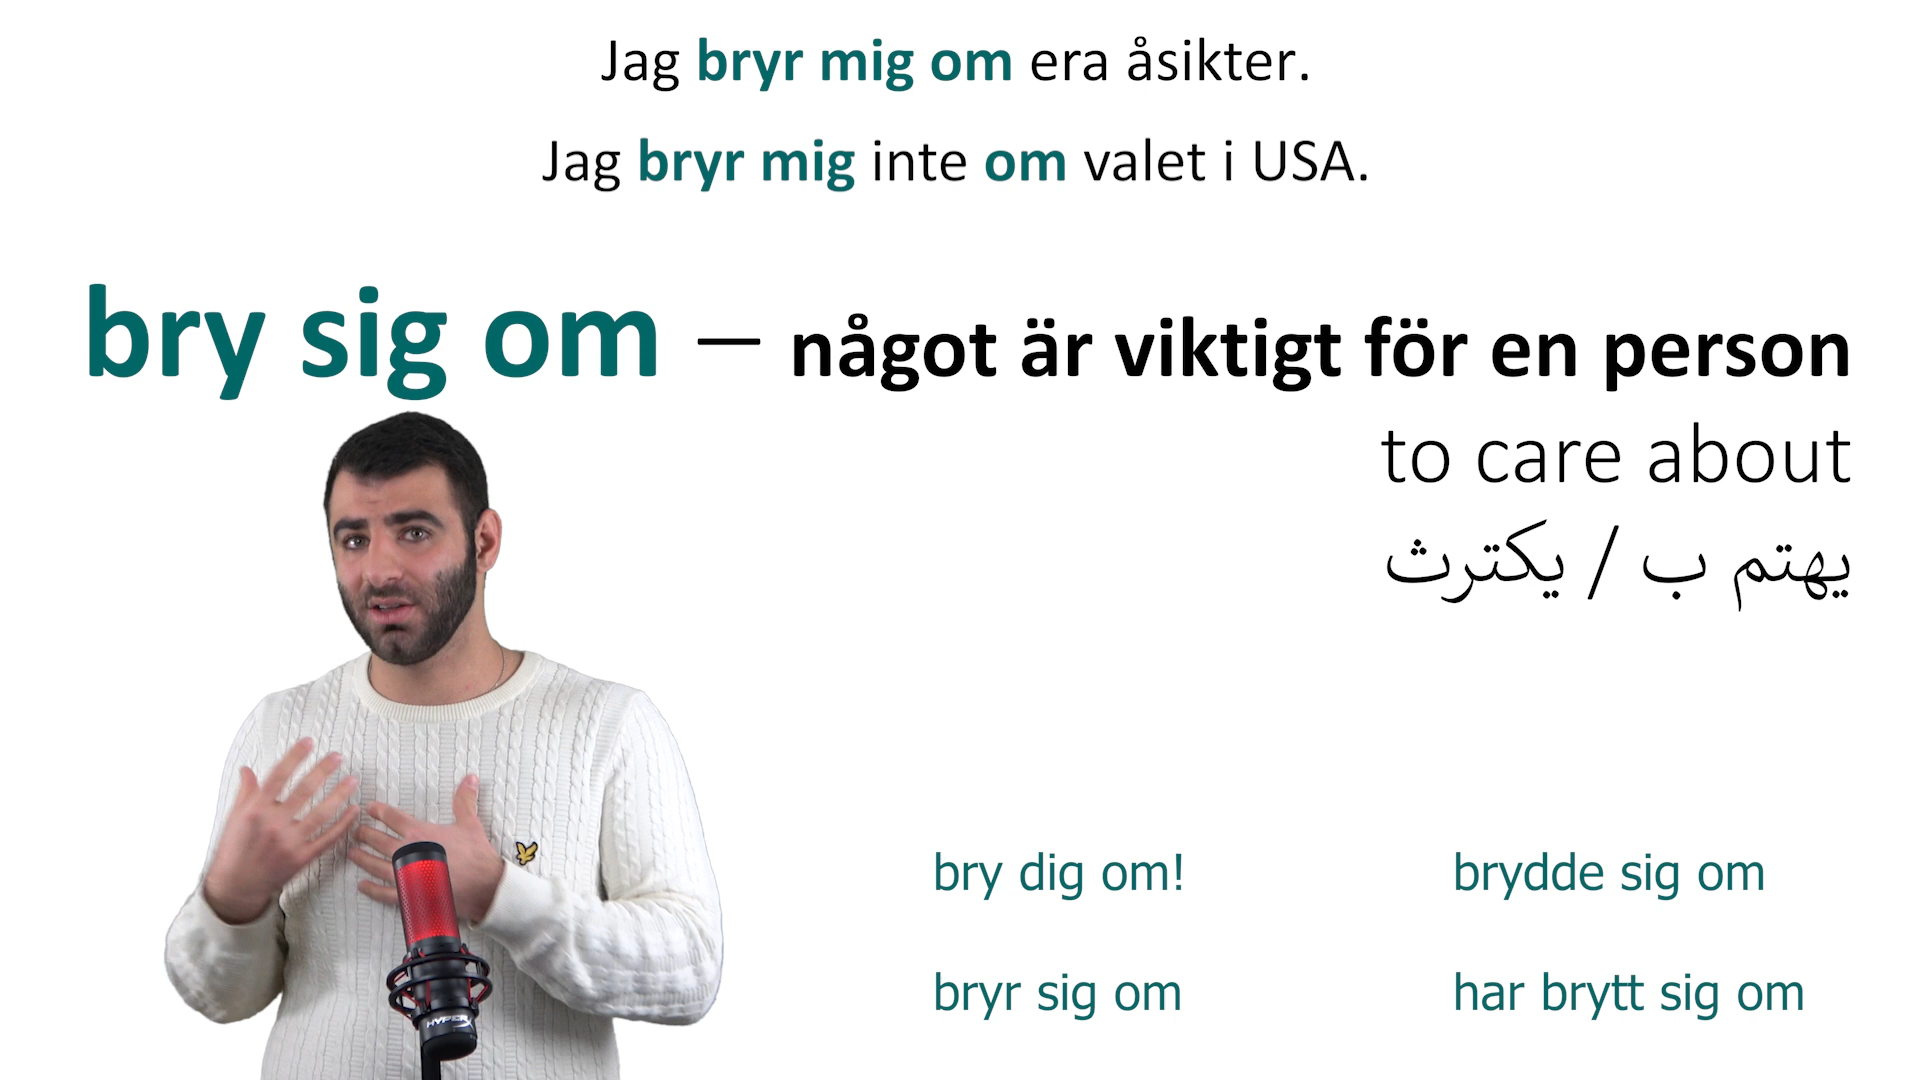 Jag bryr mig om era åsikter.
Jag bryr mig inte om valet i USA.
bry sig om – något är viktigt för en person
to care about
يهتم ب / يكترث
bry dig om!
brydde sig om
bryr sig om
har brytt sig om
HYPERX